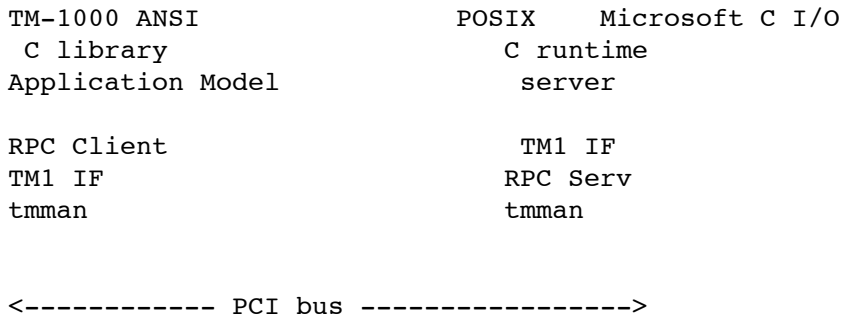 TM-1000 ANSI POSIX Microsoft C I/O
C library C runtime
Application Model server
RPC Client TM1 IF
TM1 IF RPC Serv
tmman tmman
<------------ PCI bus ----------------->